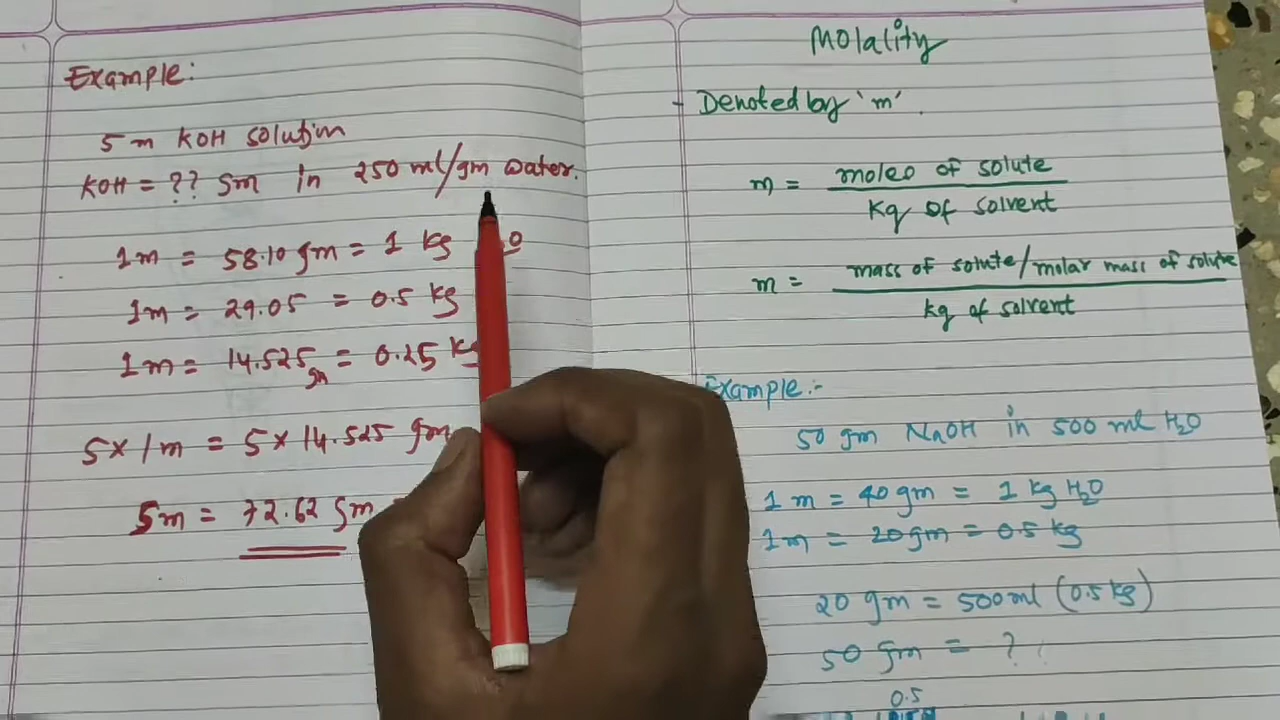 Example:
5 m KOH solution
KOH = ?? gm in 250 ml/gm water.
1m = 58.10 gm = 1 kg
1m = 29.05 = 0.5 kg
1m = 14.525 gm = 0.25 kg
5 × 1m = 5 × 14.525 gm
5m = 72.62 gm
Molality
- Denoted by 'm'.
m = moles of solute
kg of solvent
m = mass of solute/molar mass of solute
kg of solvent
Example:-
50 gm NaOH in 500 ml H2O
1 m = 40 gm = 1 kg H2O
1m = 20 gm = 0.5 kg
20 gm = 500 ml (0.5 kg)
50 gm = ?
0.5